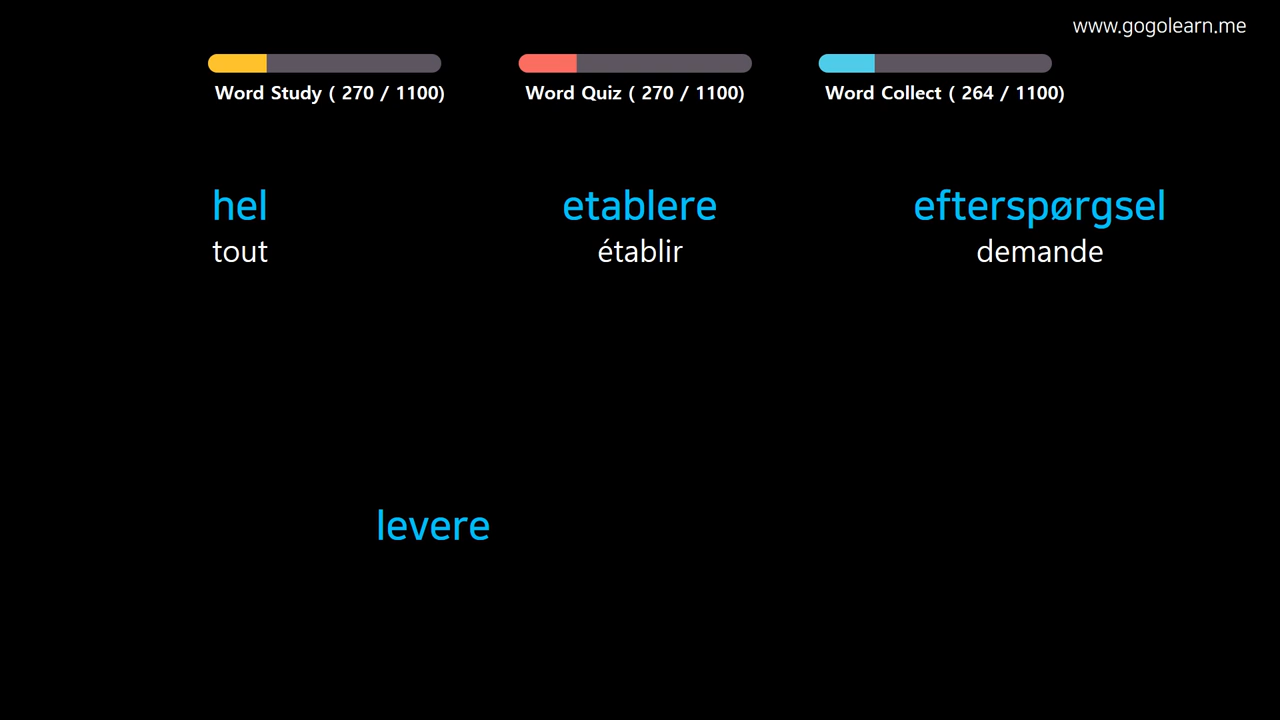 www.gogolearn.me
Word Study ( 270 / 1100)
Word Quiz ( 270 / 1100)
Word Collect ( 264 / 1100)
hel
tout
etablere
établir
efterspørgsel
demande
levere